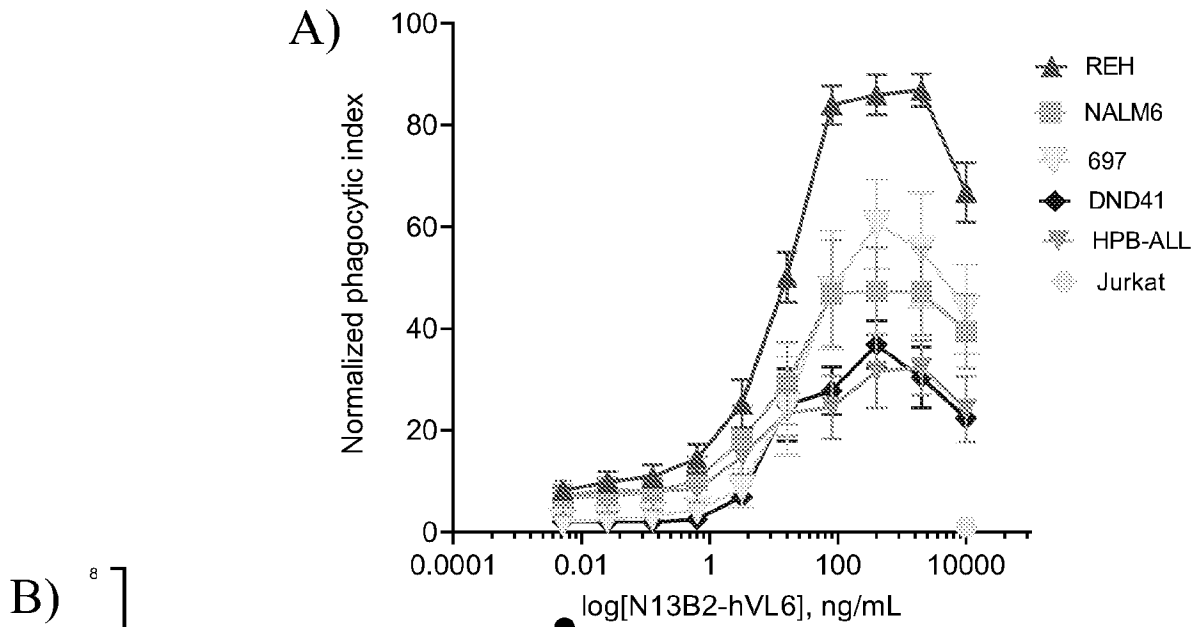 A)
100
80
60
40
20
0
Normalized phagocytic index
REH
NALM6
697
DND41
HPB-ALL
Jurkat
0.0001
0.01
1
100
10000
log[N13B2-hVL6], ng/mL
B)
8